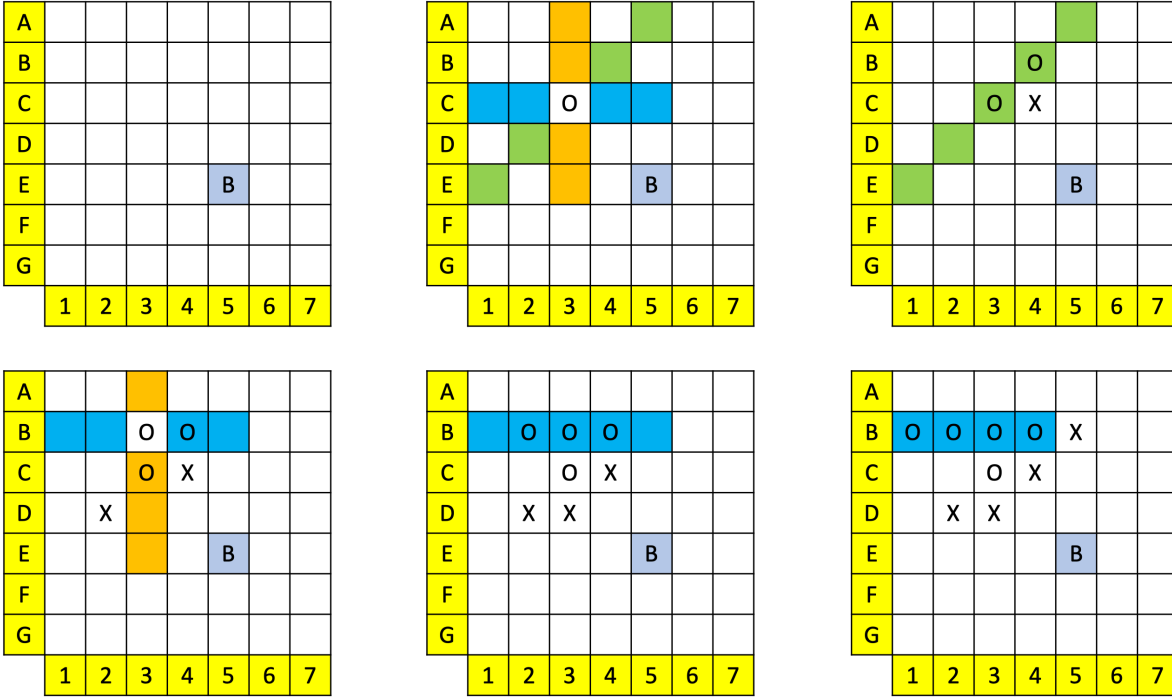 A A A
B B B O
C C O C O X
D D D
E B E B E B
F F F
G G G
1 2 3 4 5 6 7 1 2 3 4 5 6 7 1 2 3 4 5 6 7
A A A
B O O B O O O B O O O O X
C O X C O X C O X
D X D X X D X X
E B E B E B
F F F
G G G
1 2 3 4 5 6 7 1 2 3 4 5 6 7 1 2 3 4 5 6 7